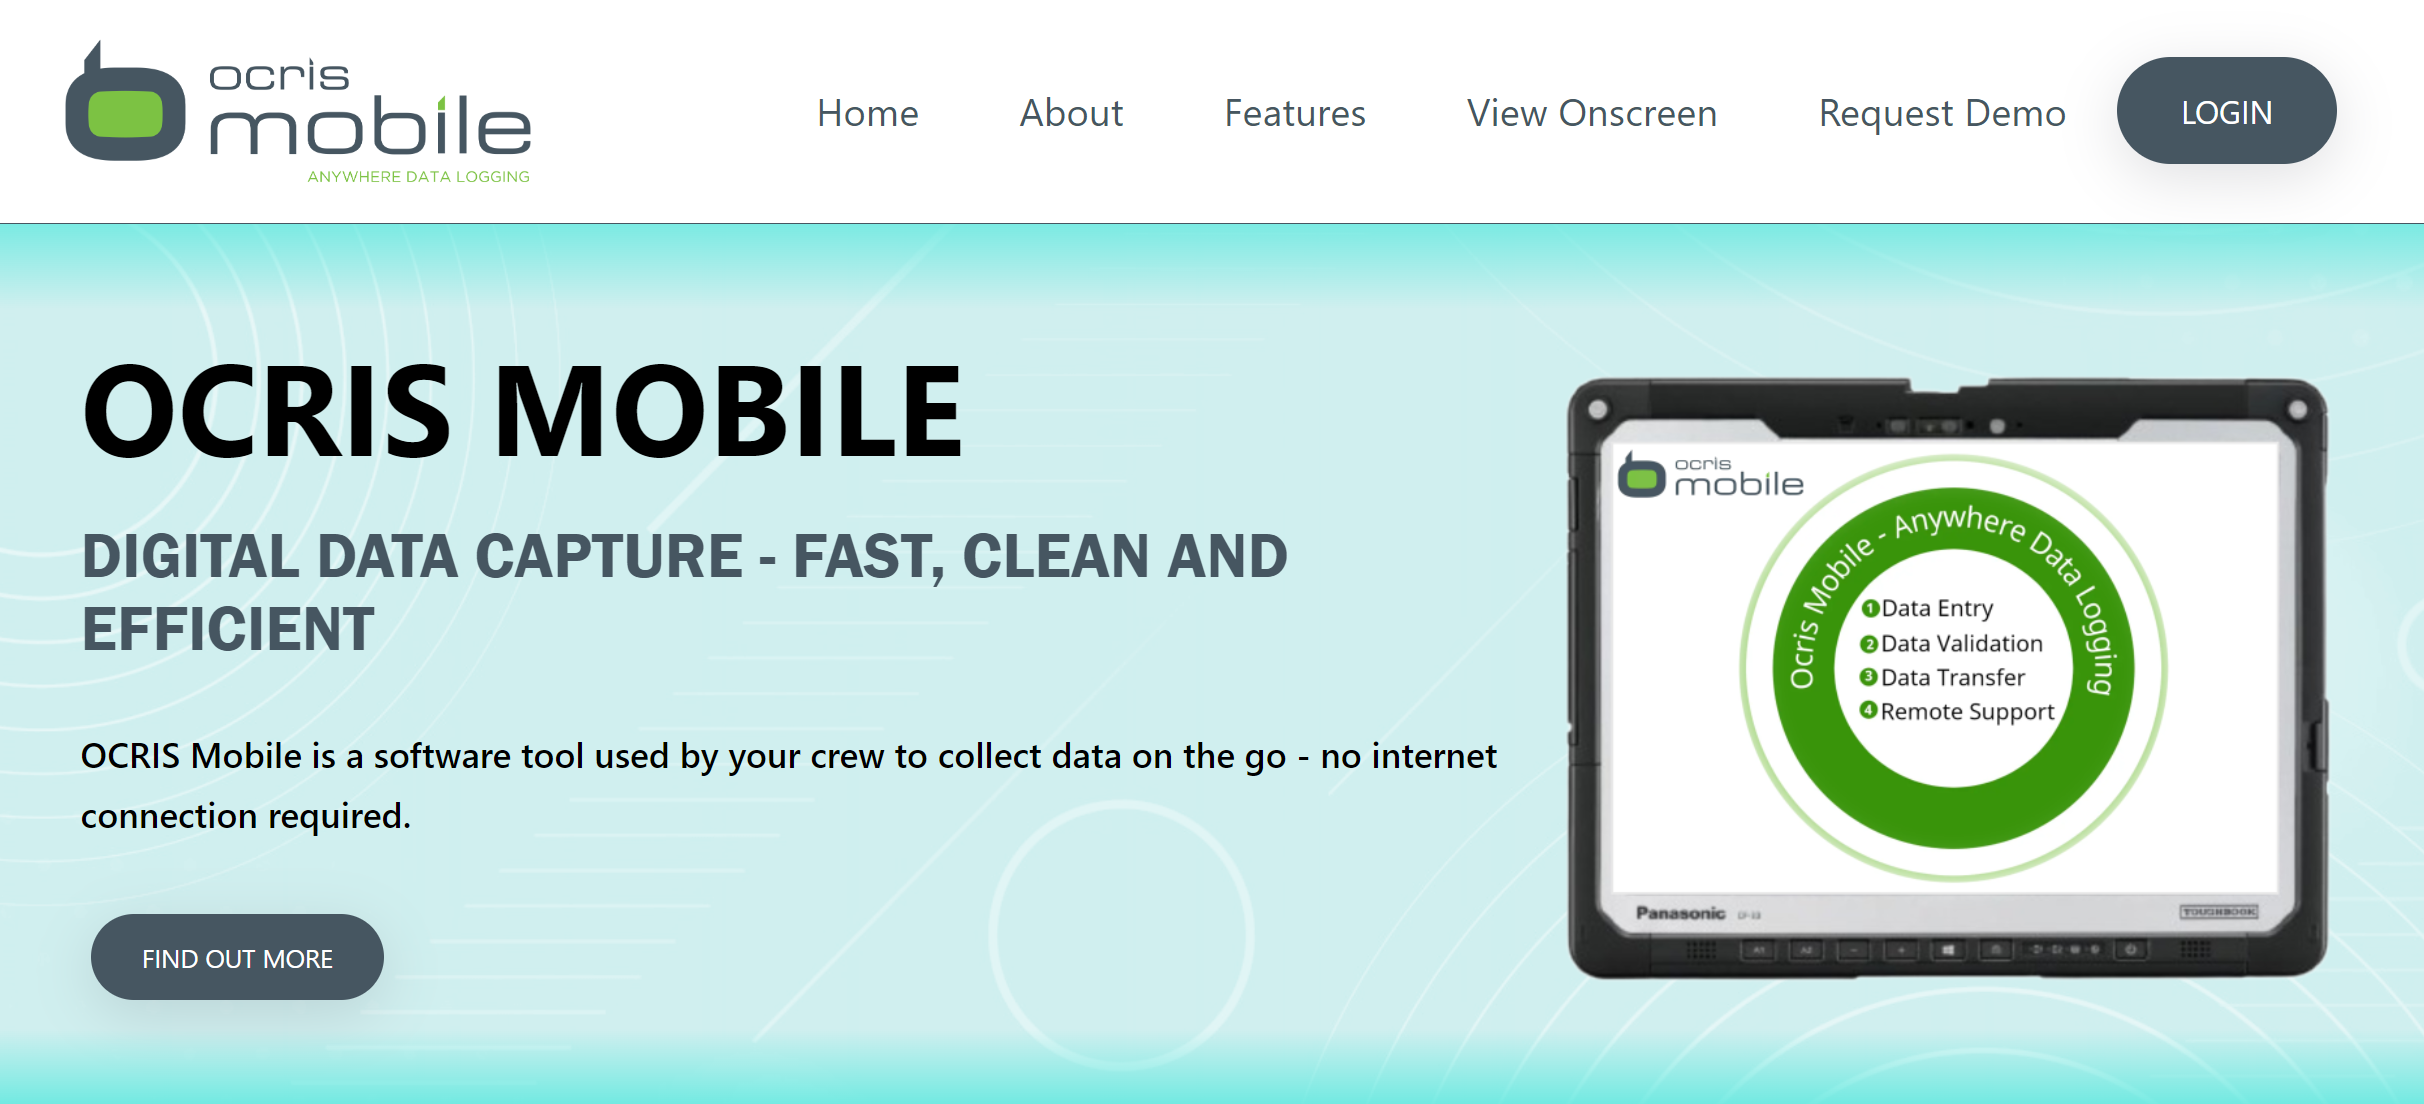 ocris
mobile
ANYWHERE DATA LOGGING
Home
About
Features
View Onscreen
Request Demo
LOGIN
OCRIS MOBILE
DIGITAL DATA CAPTURE - FAST, CLEAN AND
EFFICIENT
OCRIS Mobile is a software tool used by your crew to collect data on the go - no internet
connection required.
FIND OUT MORE
ocris
mobile
Ocris Mobile - Anywhere Data Logging
1 Data Entry
2 Data Validation
3 Data Transfer
4 Remote Support
Panasonic
TOUGHBOOK
A1
A2